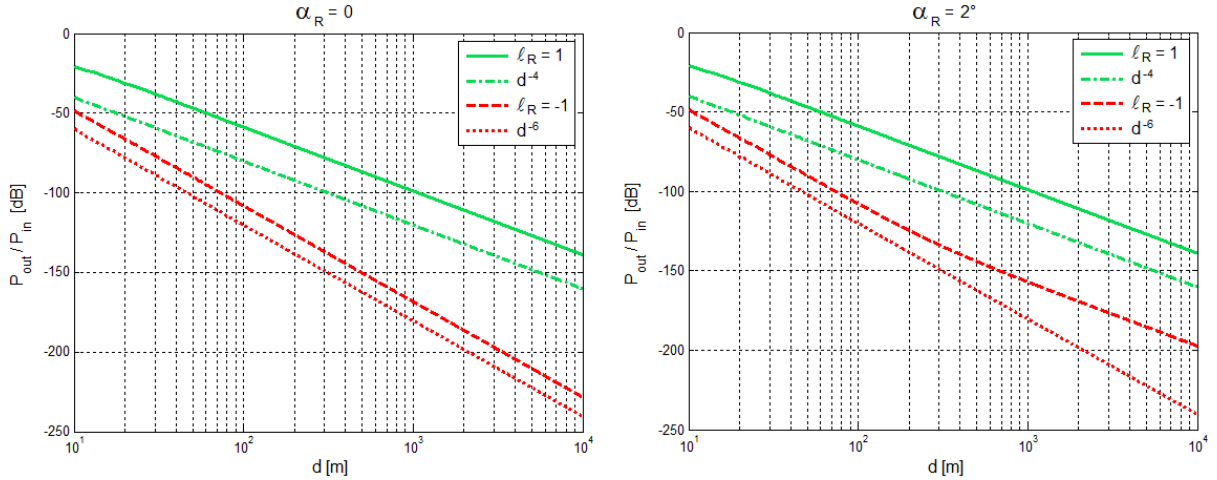 α_R = 0
0
-50
-100
-150
-200
-250
P_out / P_in [dB]
10^1
10^2
10^3
10^4
d [m]
ℓ_R = 1
d^-4
ℓ_R = -1
d^-6
α_R = 2°
0
-50
-100
-150
-200
-250
P_out / P_in [dB]
10^1
10^2
10^3
10^4
d [m]
ℓ_R = 1
d^-4
ℓ_R = -1
d^-6